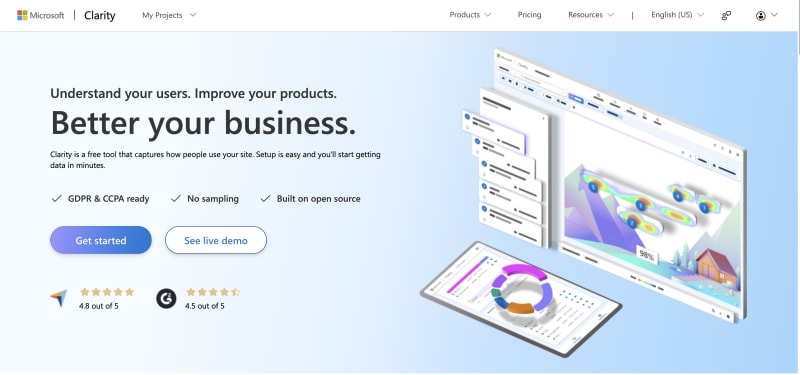 Microsoft | Clarity My Projects Products Pricing Resources | English (US)
Understand your users. Improve your products.
Better your business.
Clarity is a free tool that captures how people use your site. Setup is easy and you'll start getting
data in minutes.
GDPR & CCPA ready No sampling Built on open source
Get started See live demo
4.8 out of 5 4.5 out of 5
98%